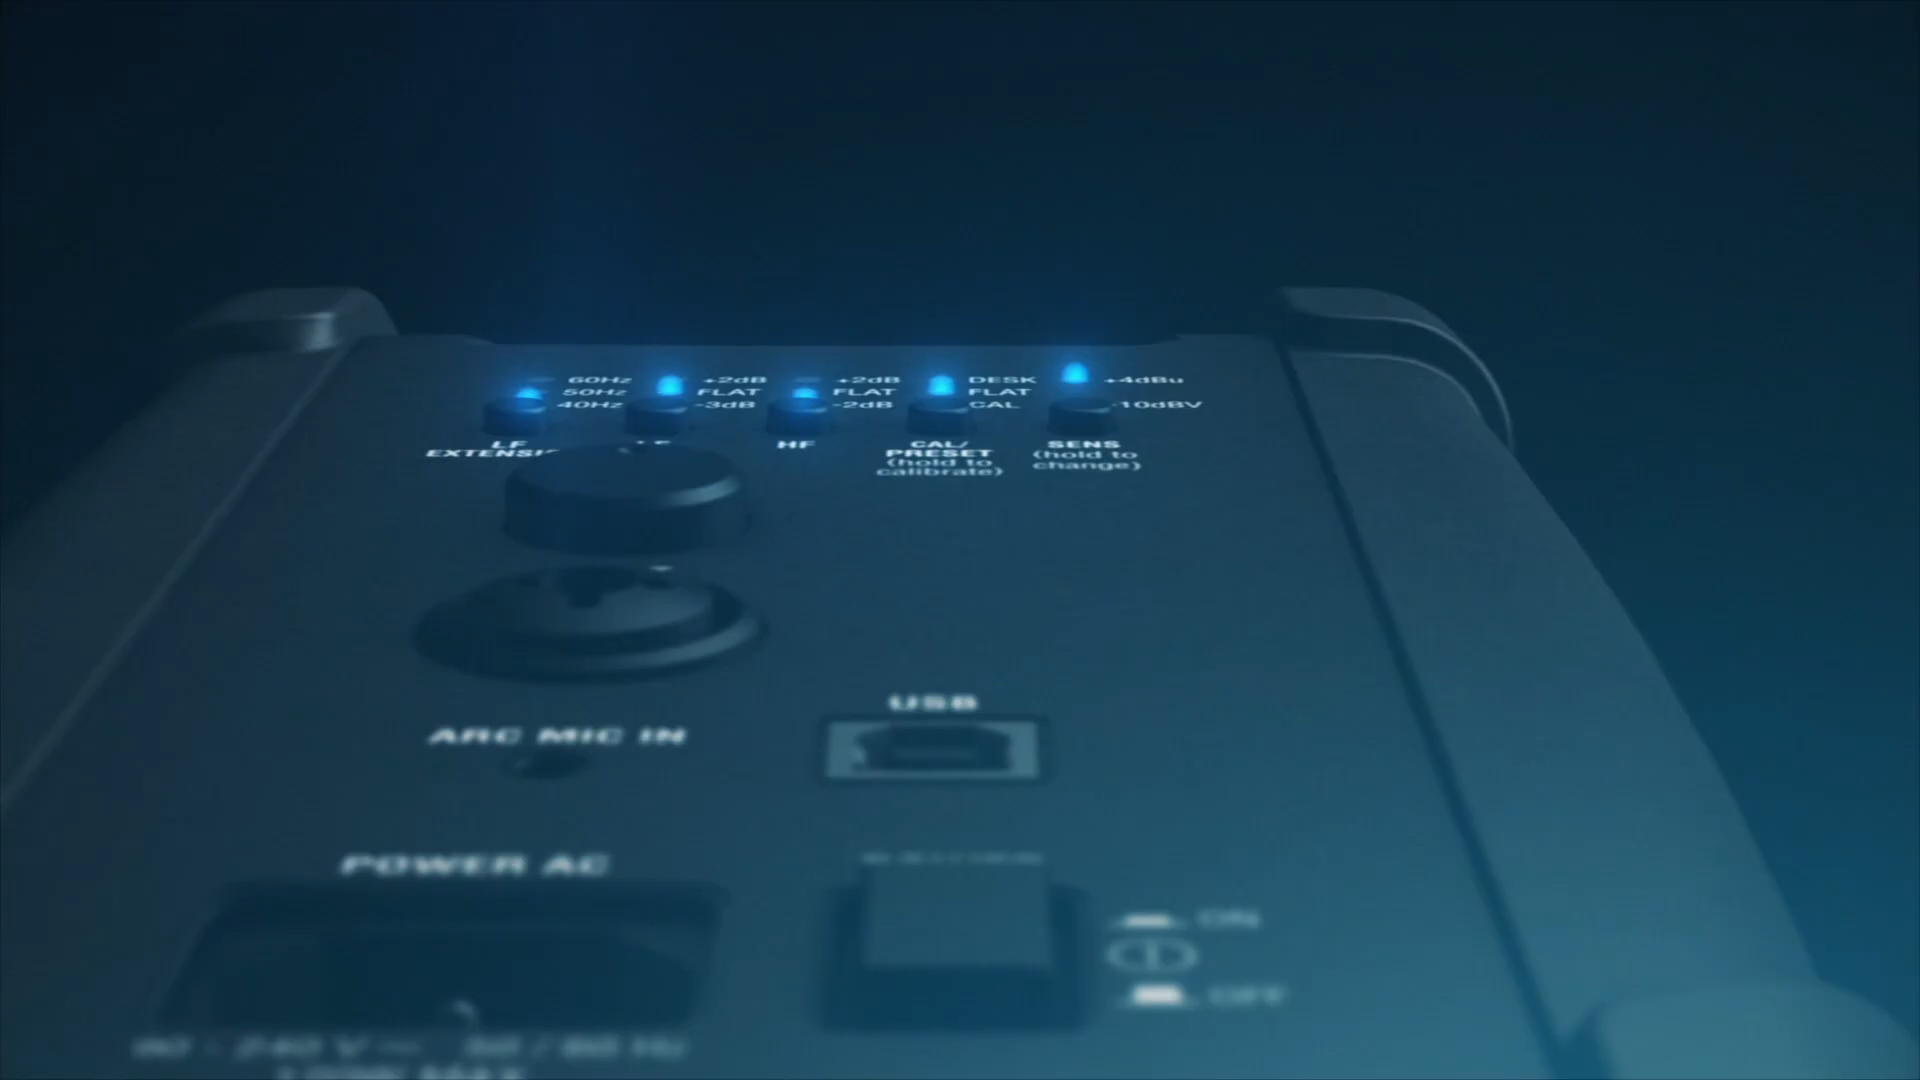 60Hz +2dB +2dB DESK +4dBu
50Hz FLAT FLAT FLAT
40Hz -3dB -2dB CAL -10dBV
LF HF CAL/ SENS
PRESET (hold to
(hold to change)
calibrate)
USB
ARC MIC IN
POWER AC
ON
OFF